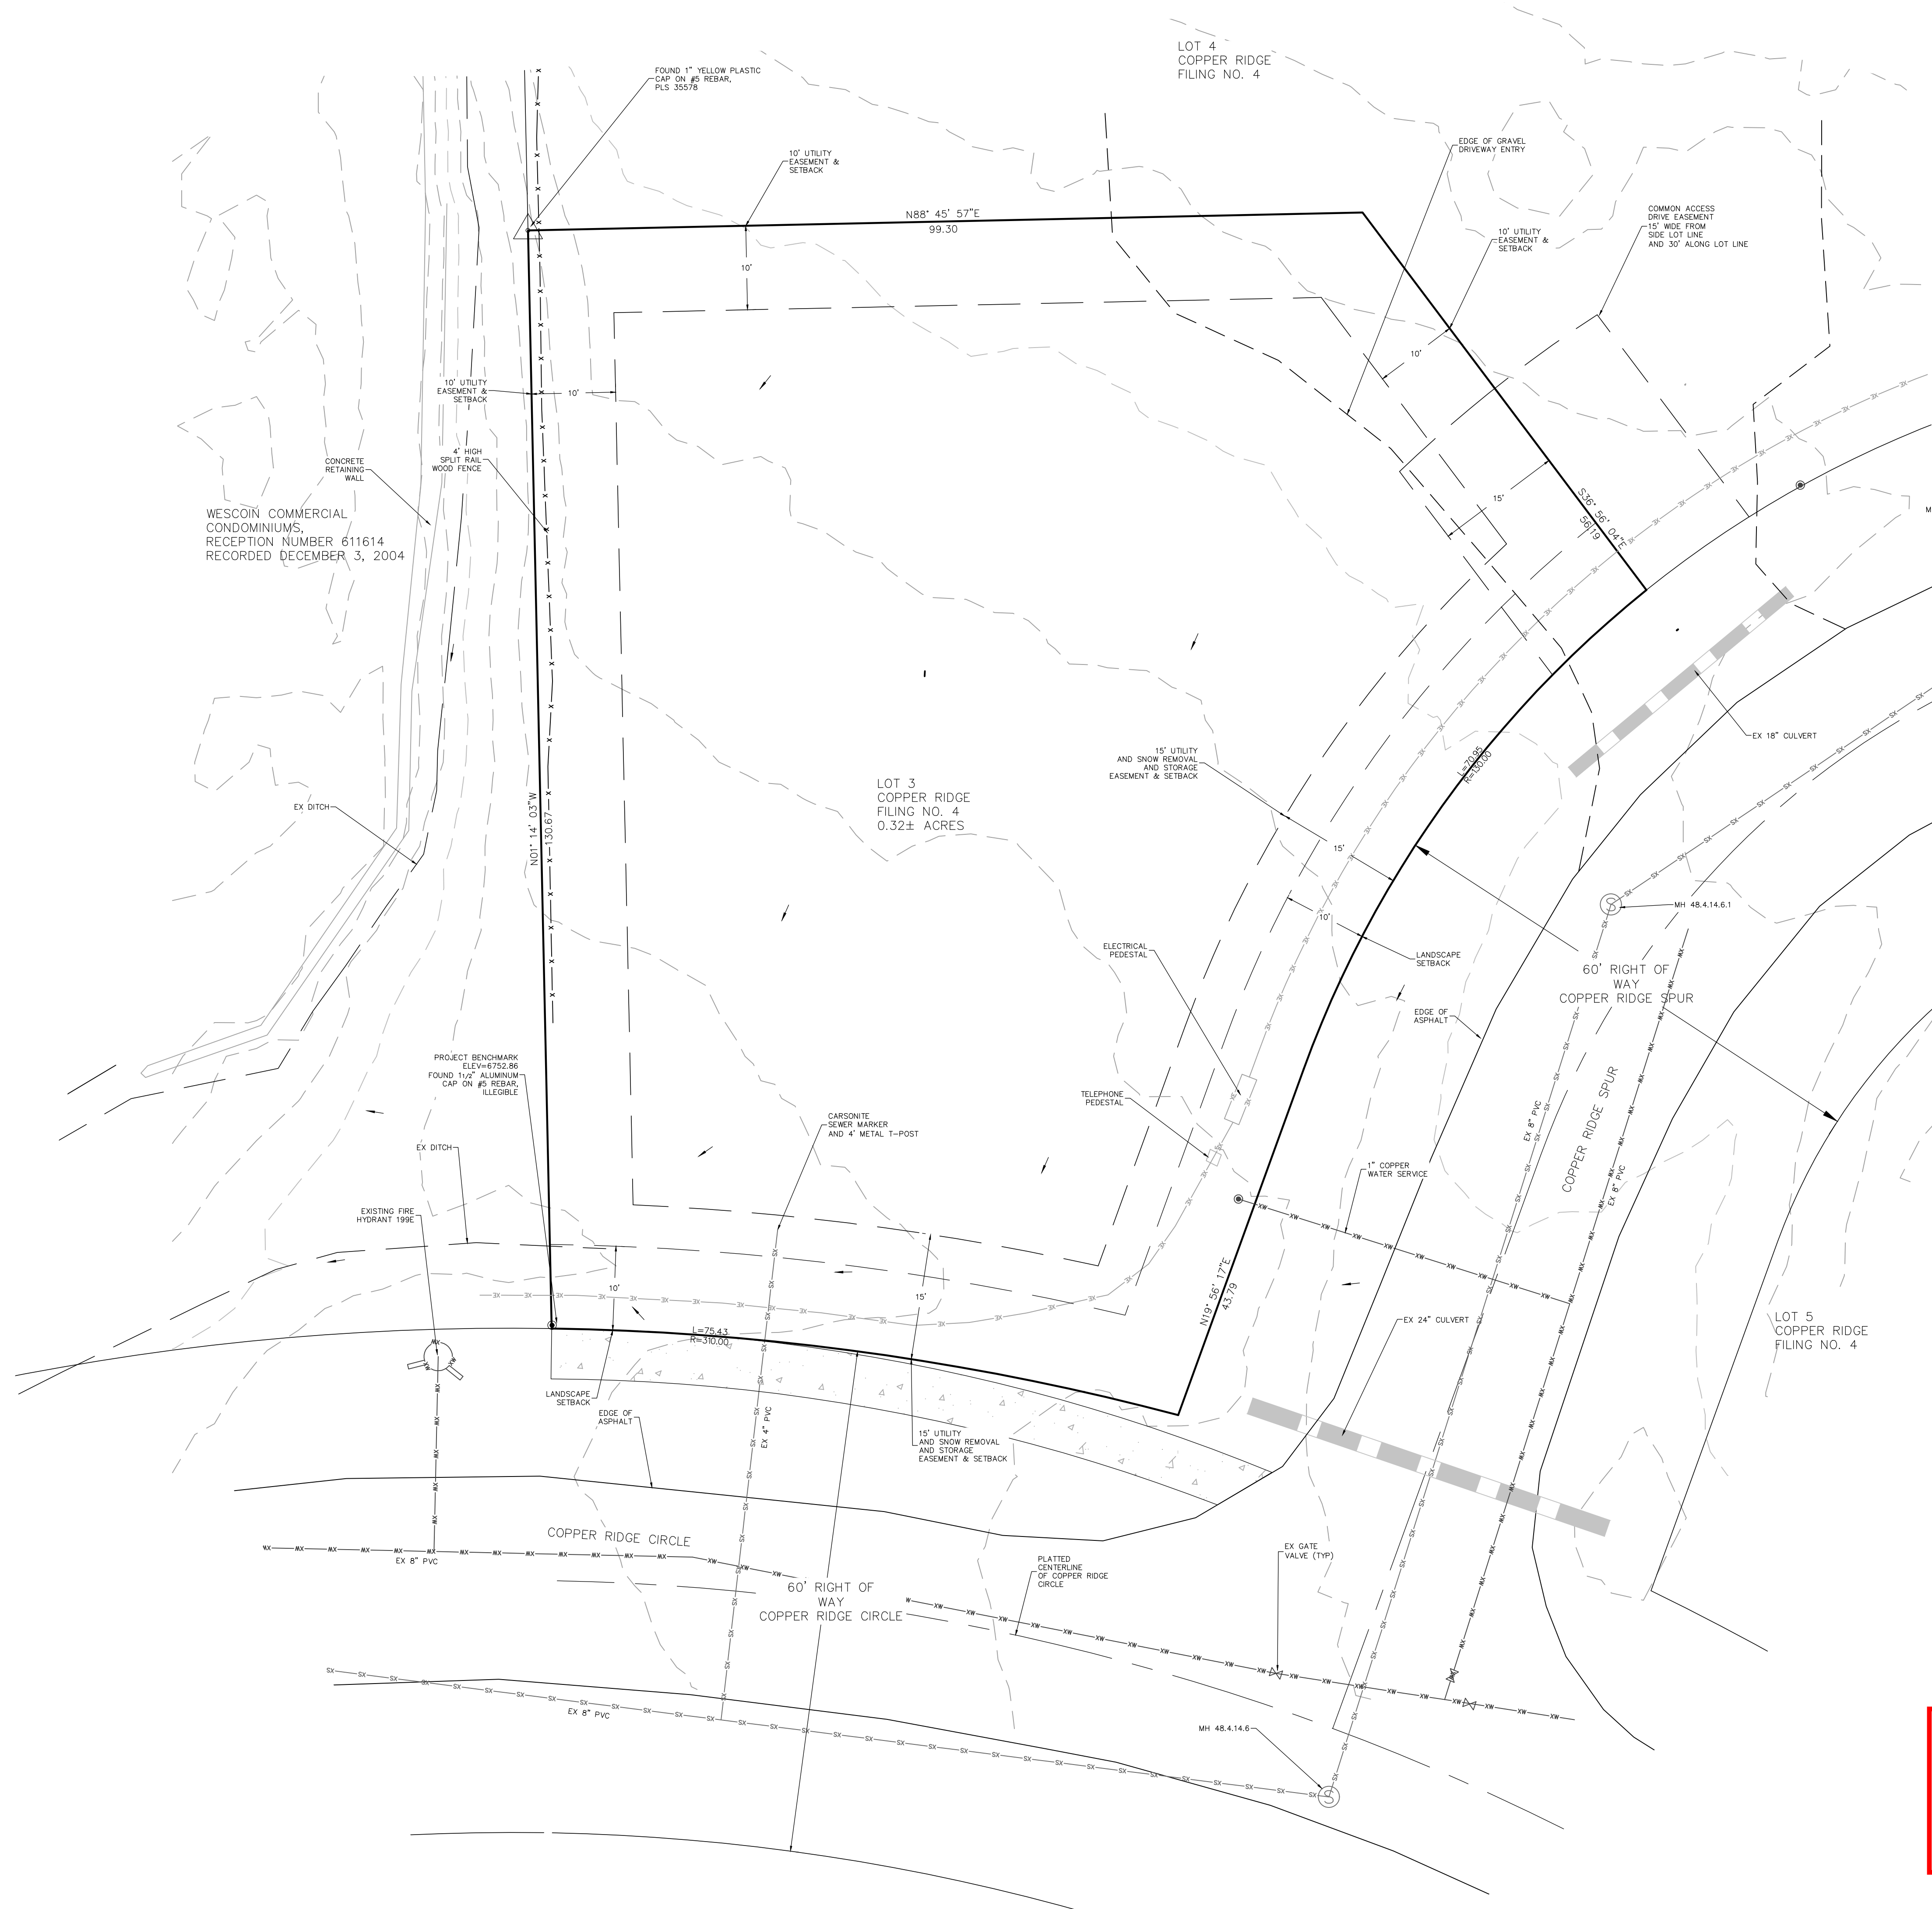 LOT 4
COPPER RIDGE
FILING NO. 4
FOUND 1" YELLOW PLASTIC
CAP ON #5 REBAR,
PLS 35578
10' UTILITY
EASEMENT &
SETBACK
EDGE OF GRAVEL
DRIVEWAY ENTRY
COMMON ACCESS
DRIVE EASEMENT
15' WIDE FROM
SIDE LOT LINE
AND 30' ALONG LOT LINE
N88° 45' 57"E
99.30
10' UTILITY
EASEMENT &
SETBACK
10'
10'
10' UTILITY
EASEMENT &
SETBACK
10'
4' HIGH
SPLIT RAIL
WOOD FENCE
CONCRETE
RETAINING
WALL
15'
S36° 56' 04"E
56.19
WESCOIN COMMERCIAL
CONDOMINIUMS,
RECEPTION NUMBER 611614
RECORDED DECEMBER 3, 2004
M
EX 18" CULVERT
15' UTILITY
AND SNOW REMOVAL
AND STORAGE
EASEMENT & SETBACK
L=70.95
R=130.00
LOT 3
COPPER RIDGE
FILING NO. 4
0.32± ACRES
EX DITCH
N01° 14' 03"W
130.67
15'
MH 48.4.14.6.1
10'
ELECTRICAL
PEDESTAL
LANDSCAPE
SETBACK
60' RIGHT OF
WAY
COPPER RIDGE SPUR
EDGE OF
ASPHALT
PROJECT BENCHMARK
ELEV=6752.86
FOUND 11/2" ALUMINUM
CAP ON #5 REBAR,
ILLEGIBLE
TELEPHONE
PEDESTAL
CARSONITE
SEWER MARKER
AND 4' METAL T-POST
EX 8" PVC
COPPER RIDGE SPUR
EX 8" PVC
EX DITCH
1" COPPER
WATER SERVICE
EXISTING FIRE
HYDRANT 199E
10'
15'
N19° 56' 17"E
43.79
L=75.43
R=310.00
EX 24" CULVERT
LOT 5
COPPER RIDGE
FILING NO. 4
LANDSCAPE
SETBACK
EDGE OF
ASPHALT
EX 4" PVC
15' UTILITY
AND SNOW REMOVAL
AND STORAGE
EASEMENT & SETBACK
COPPER RIDGE CIRCLE
EX 8" PVC
EX GATE
VALVE (TYP)
PLATTED
CENTERLINE
OF COPPER RIDGE
CIRCLE
60' RIGHT OF
WAY
COPPER RIDGE CIRCLE
EX 8" PVC
MH 48.4.14.6